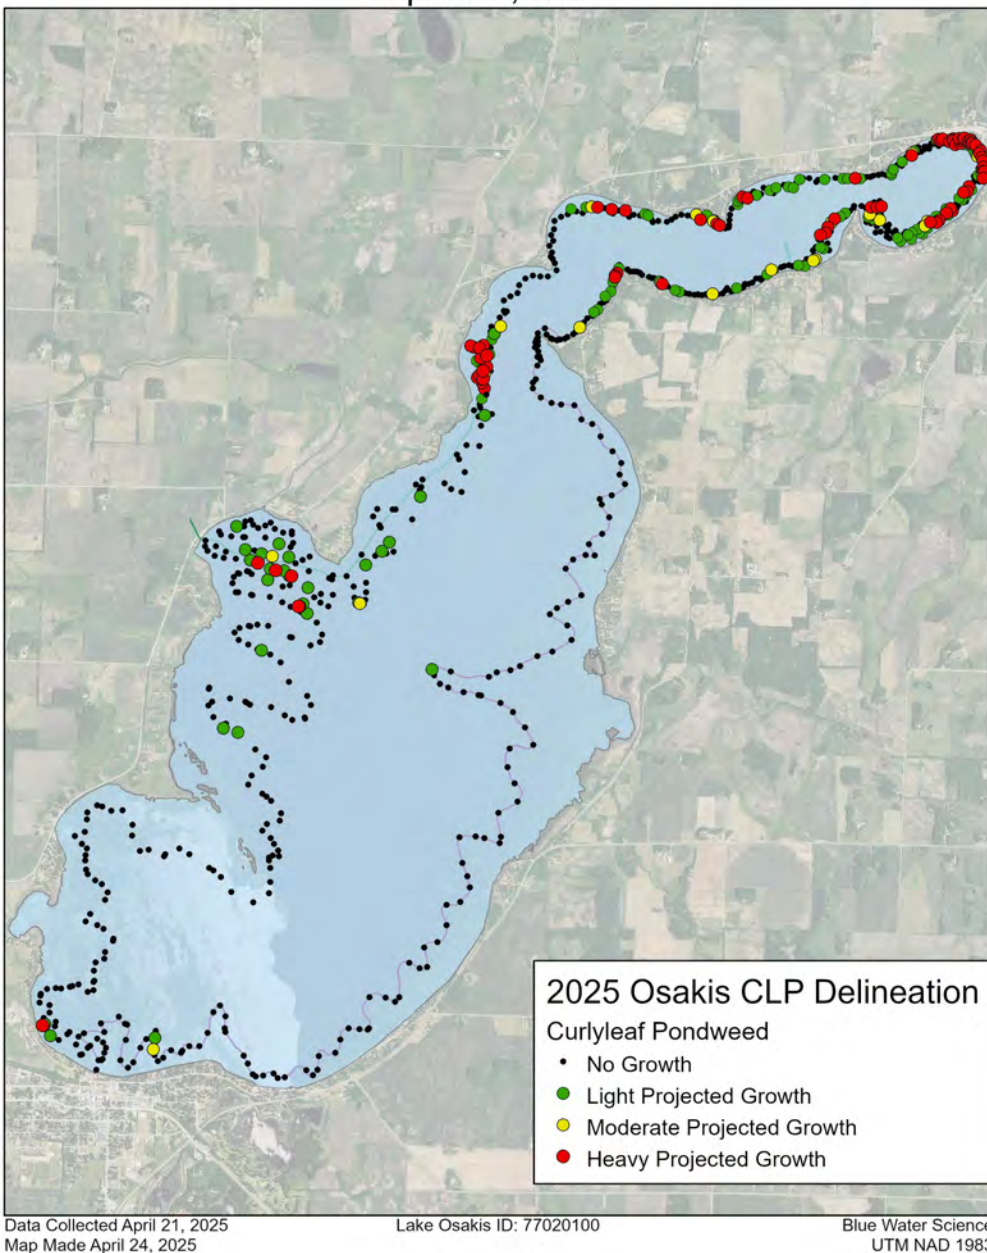 2025 Osakis CLP Delineation
Curlyleaf Pondweed
No Growth
Light Projected Growth
Moderate Projected Growth
Heavy Projected Growth
Data Collected April 21, 2025
Lake Osakis ID: 77020100
Blue Water Science
Map Made April 24, 2025
UTM NAD 1983